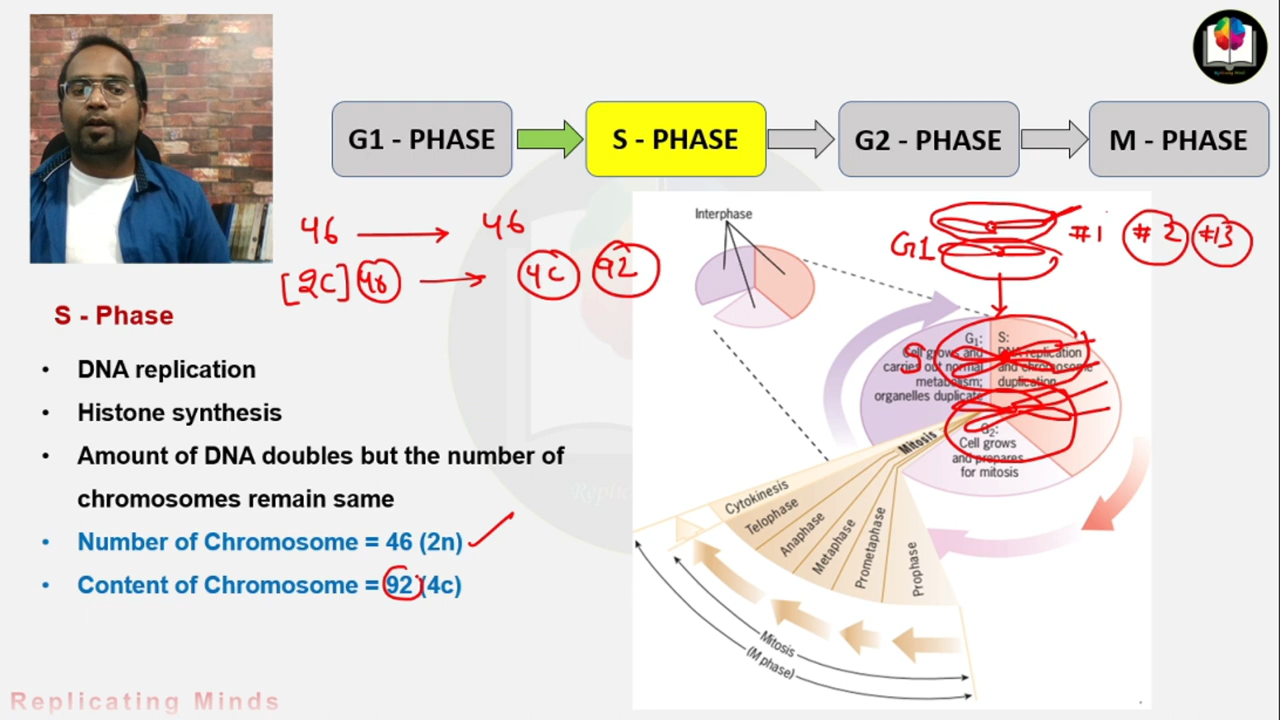 G1 - PHASE
S - PHASE
G2 - PHASE
M - PHASE
46 → 46
[2C] 46 → 4C 92
S - Phase
• DNA replication
• Histone synthesis
• Amount of DNA doubles but the number of
chromosomes remain same
• Number of Chromosome = 46 (2n)
• Content of Chromosome = 92 (4c)
Interphase
G1 #1 #2 #13
S
G₁:
Cell grows and
carries out normal
metabolism;
organelles duplicate
S:
DNA replication
and chromosome
duplication
G₂:
Cell grows
and prepares
for mitosis
Mitosis
Cytokinesis
Telophase
Anaphase
Metaphase
Prometaphase
Prophase
Mitosis
(M phase)
Replicating Minds